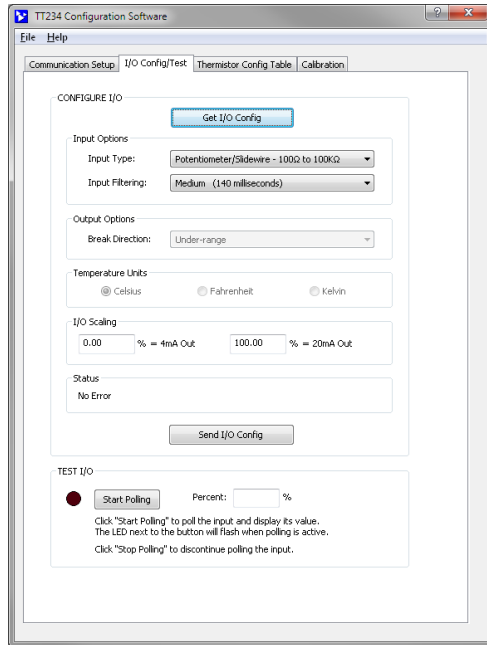 TT234 Configuration Software
File Help
Communication Setup I/O Config/Test Thermistor Config Table Calibration
CONFIGURE I/O
Get I/O Config
Input Options
Input Type: Potentiometer/Slidewire - 100Ω to 100KΩ
Input Filtering: Medium (140 milliseconds)
Output Options
Break Direction: Under-range
Temperature Units
Celsius Fahrenheit Kelvin
I/O Scaling
0.00 % = 4mA Out 100.00 % = 20mA Out
Status
No Error
Send I/O Config
TEST I/O
Start Polling Percent: %
Click "Start Polling" to poll the input and display its value.
The LED next to the button will flash when polling is active.
Click "Stop Polling" to discontinue polling the input.